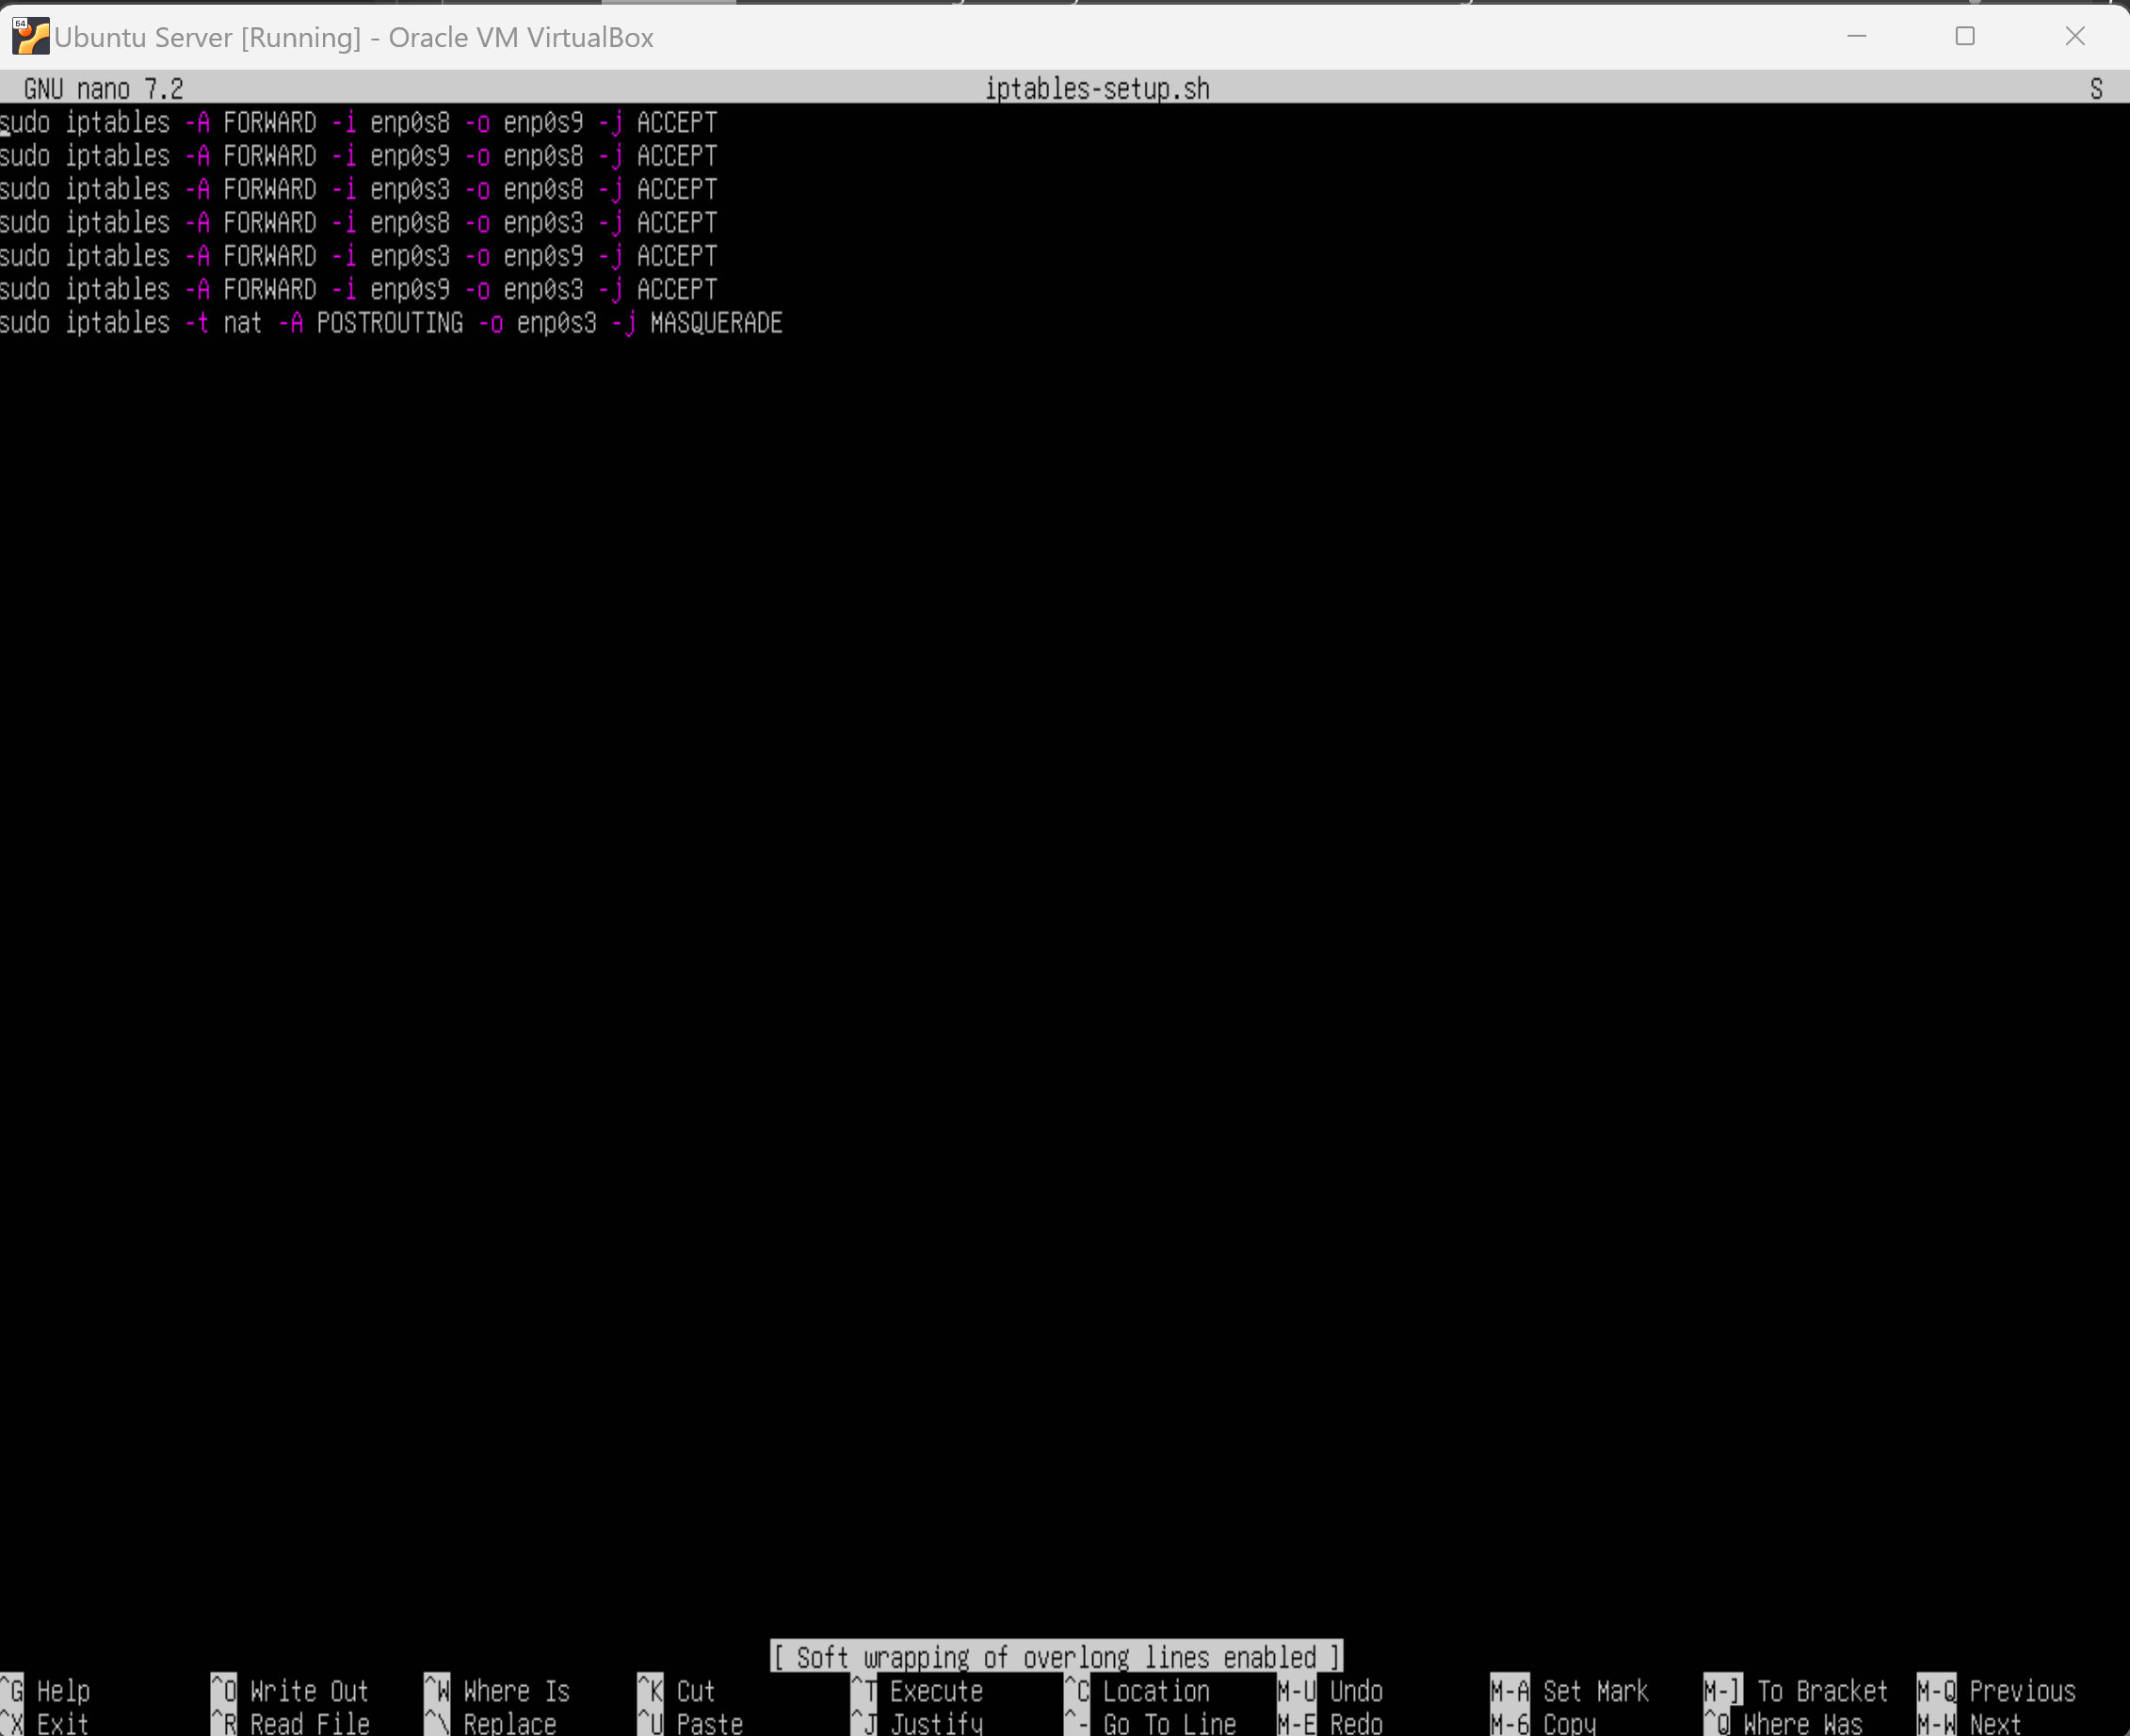 64
Ubuntu Server [Running] - Oracle VM VirtualBox
GNU nano 7.2 iptables-setup.sh S
sudo iptables -A FORWARD -i enp0s8 -o enp0s9 -j ACCEPT
sudo iptables -A FORWARD -i enp0s9 -o enp0s8 -j ACCEPT
sudo iptables -A FORWARD -i enp0s3 -o enp0s8 -j ACCEPT
sudo iptables -A FORWARD -i enp0s8 -o enp0s3 -j ACCEPT
sudo iptables -A FORWARD -i enp0s3 -o enp0s9 -j ACCEPT
sudo iptables -A FORWARD -i enp0s9 -o enp0s3 -j ACCEPT
sudo iptables -t nat -A POSTROUTING -o enp0s3 -j MASQUERADE
[ Soft wrapping of overlong lines enabled ]
^G Help ^O Write Out ^W Where Is ^K Cut ^T Execute ^C Location M-U Undo M-A Set Mark M-] To Bracket M-Q Previous
^X Exit ^R Read File ^\ Replace ^U Paste ^J Justify ^- Go To Line M-E Redo M-6 Copy ^Q Where Was M-W Next